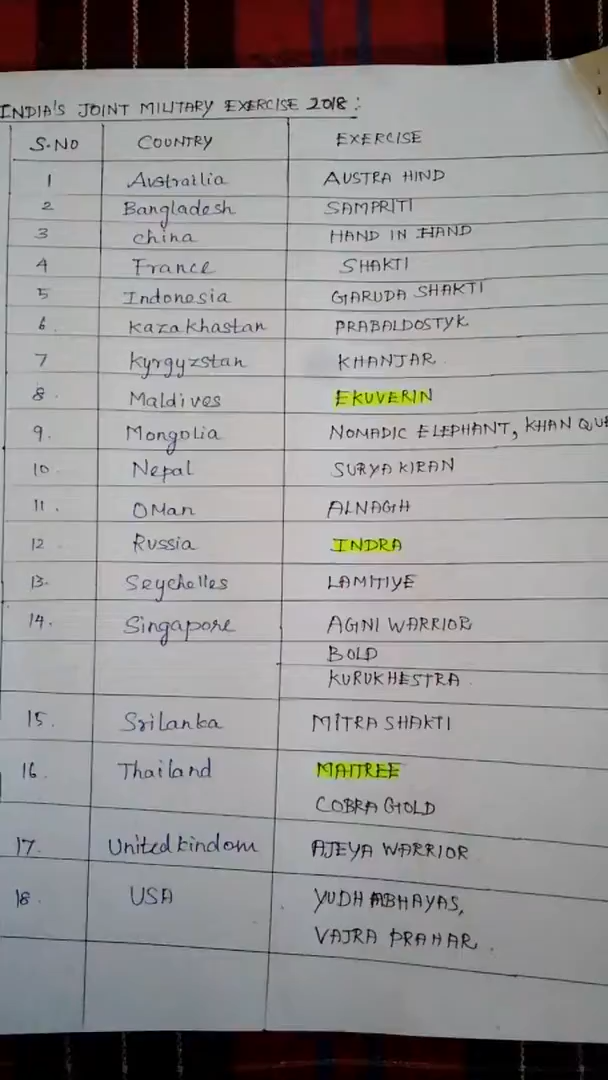 INDIA'S JOINT MILITARY EXERCISE 2018:
S.NO COUNTRY EXERCISE
1 Austrailia AUSTRA HIND
2 Bangladesh SAMPRITI
3 china HAND IN HAND
4 France SHAKTI
5 Indonesia GARUDA SHAKTI
6. Kazakhastan PRABALDOSTYK
7 Kyrgyzstan KHANJAR.
8. Maldives EKUVERIN
9. Mongolia NOMADIC ELEPHANT, KHAN QUE
10. Nepal SURYA KIRAN
11. OMan ALNAGH
12. Russia INDRA
13. Seychelles LAMITIYE
14. Singapore AGNI WARRIOR
BOLD
KURUKHESTRA.
15. Srilanka MITRA SHAKTI
16. Thailand MAITREE
COBRA GOLD
17. United kindom AJEYA WARRIOR
18. USA YUDH ABHAYAS,
VAJRA PRAHAR.